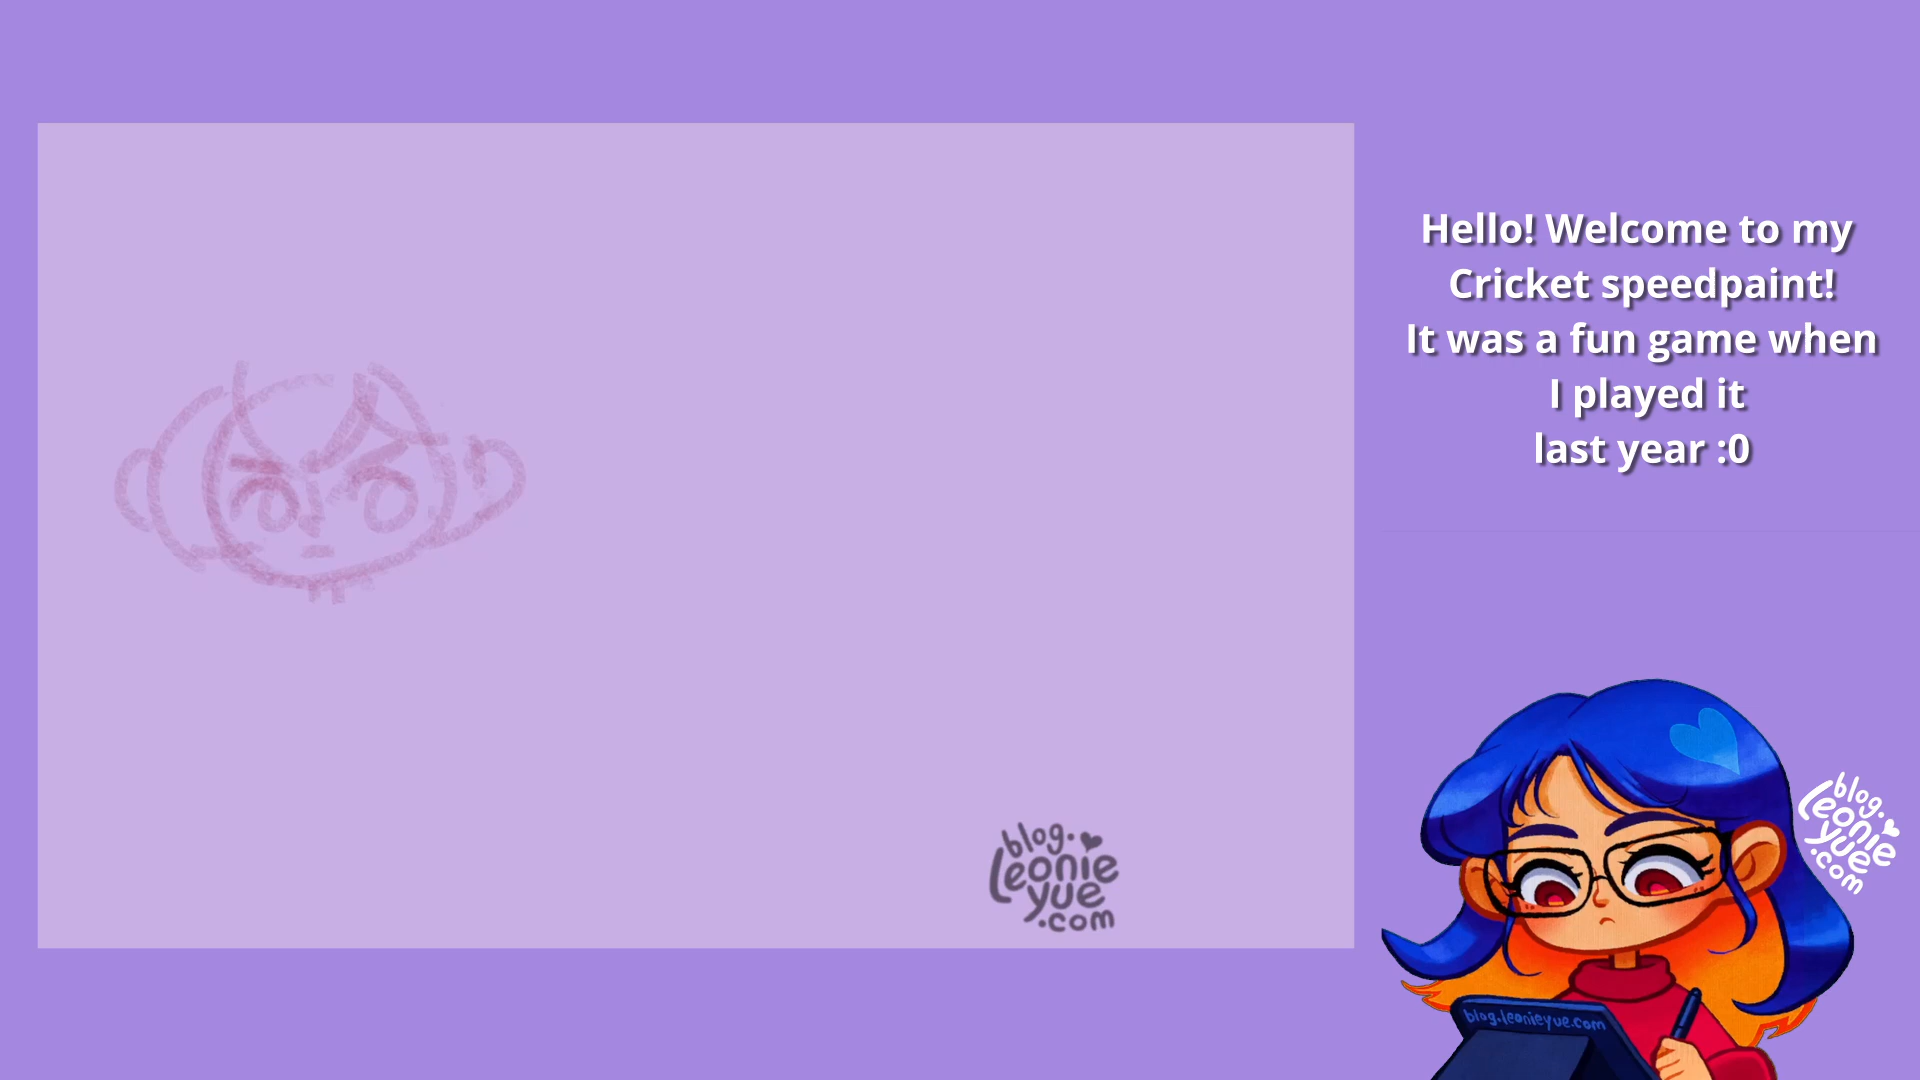 Hello! Welcome to my
Cricket speedpaint!
It was a fun game when
I played it
last year :0
blog.
leonie
yue
.com
blog.
leonie
yue
.com
blog.leonieyue.com